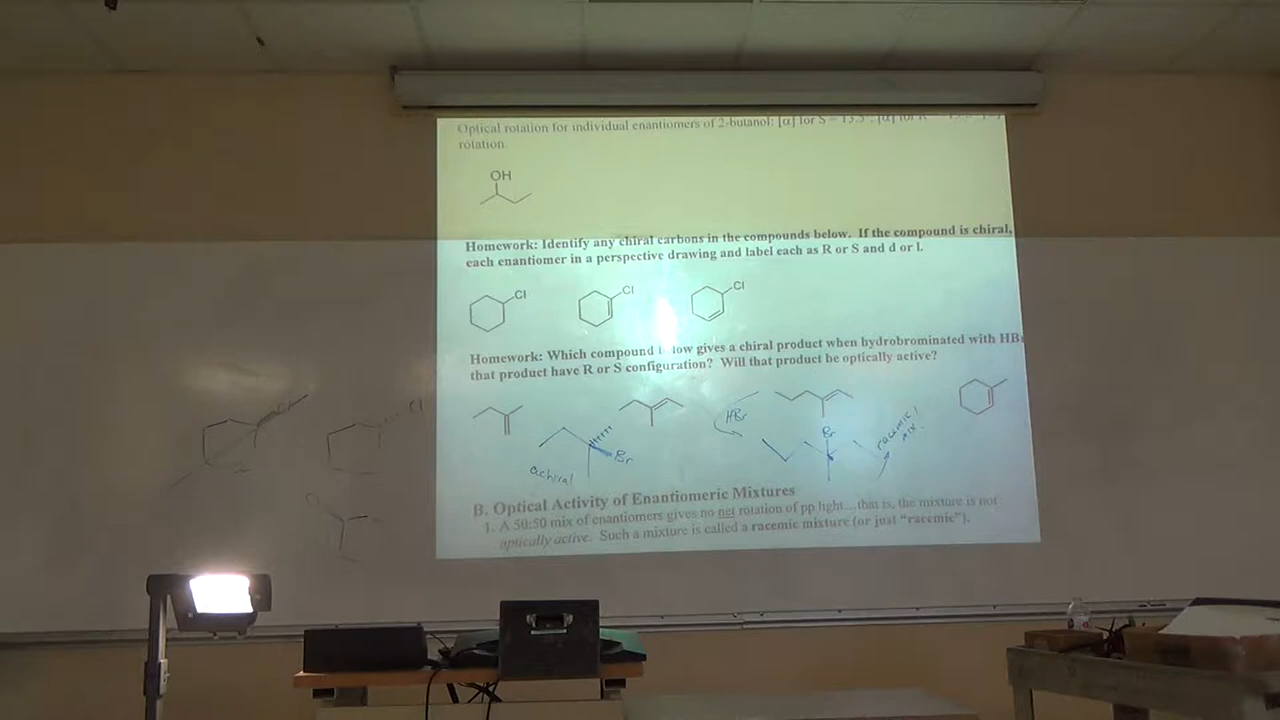 Optical rotation for individual enantiomers of 2-butanol: [α] for S = 13.5
rotation.
OH
Homework: Identify any chiral carbons in the compounds below. If the compound is chiral,
each enantiomer in a perspective drawing and label each as R or S and d or l.
Cl Cl Cl
Homework: Which compound low gives a chiral product when hydrobrominated with HBr
that product have R or S configuration? Will that product be optically active?
HBr
Cl
Br
racemic!
mix.
Br
achiral
B. Optical Activity of Enantiomeric Mixtures
1. A 50:50 mix of enantiomers gives no net rotation of pp light…that is, the mixture is not
optically active. Such a mixture is called a racemic mixture (or just “racemic”).